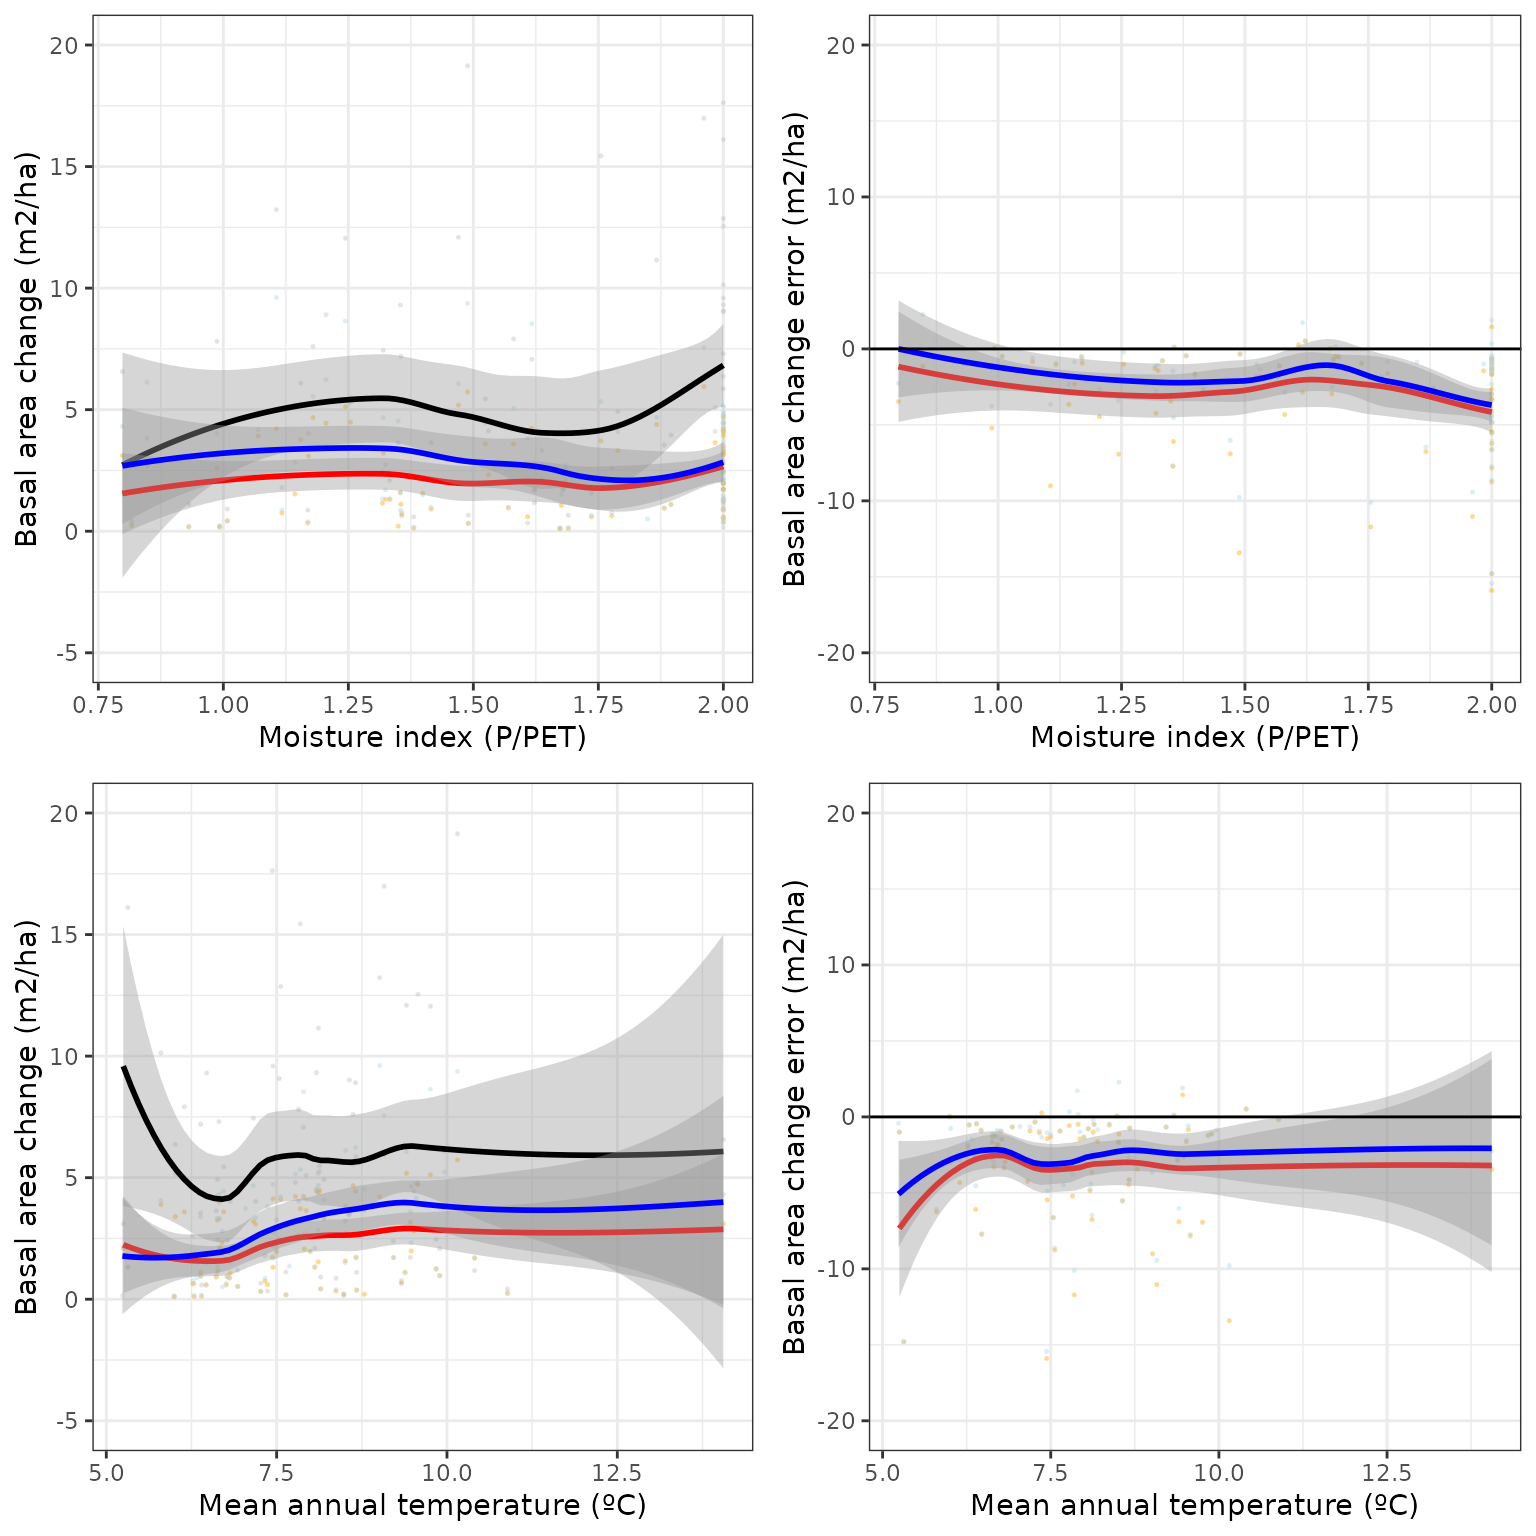 20
15
10
5
0
-5
0.75 1.00 1.25 1.50 1.75 2.00
Moisture index (P/PET)
Basal area change (m2/ha)
20
10
0
-10
-20
0.75 1.00 1.25 1.50 1.75 2.00
Moisture index (P/PET)
Basal area change error (m2/ha)
20
15
10
5
0
-5
5.0 7.5 10.0 12.5
Mean annual temperature (ºC)
Basal area change (m2/ha)
20
10
0
-10
-20
5.0 7.5 10.0 12.5
Mean annual temperature (ºC)
Basal area change error (m2/ha)